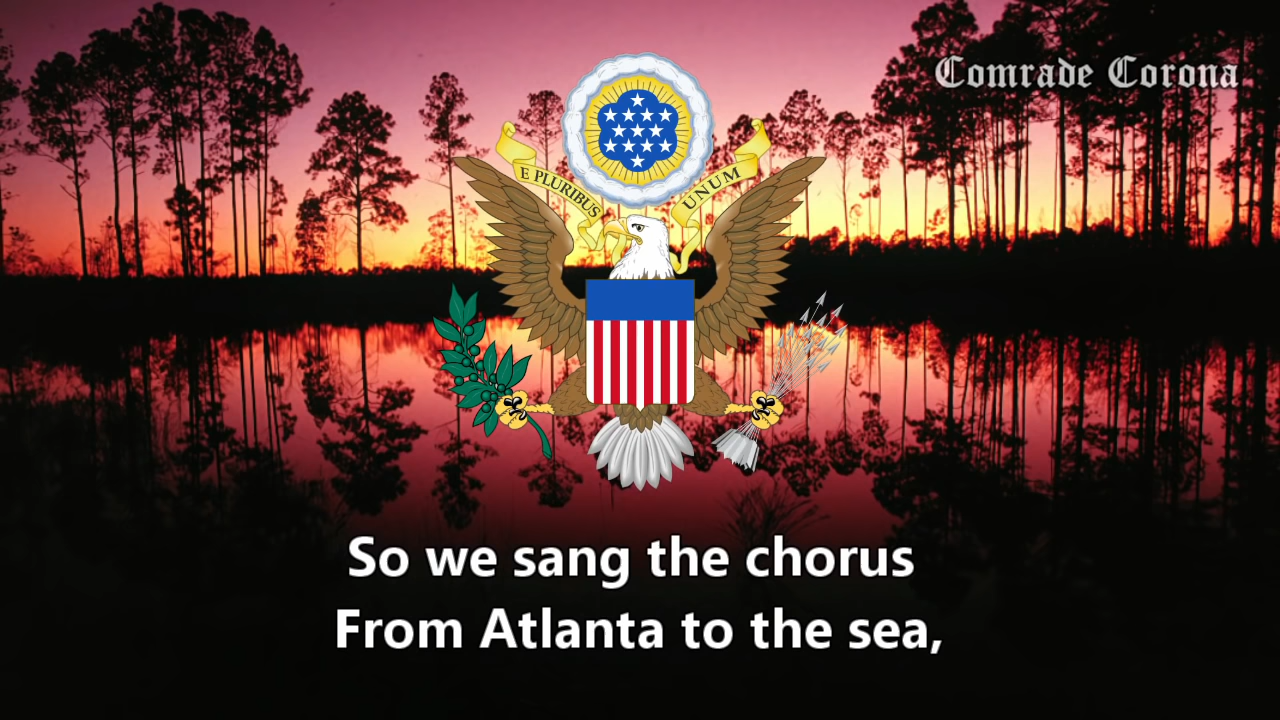 Comrade Corona
E PLURIBUS UNUM
So we sang the chorus
From Atlanta to the sea,